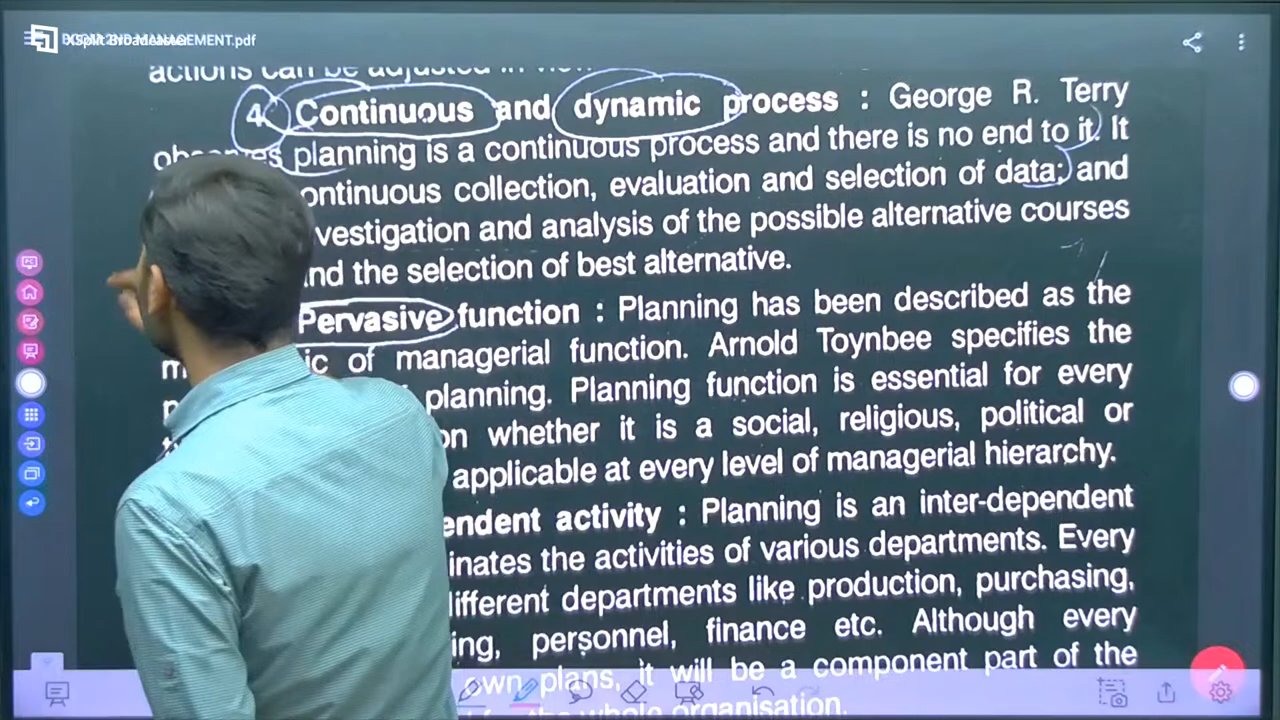 MANAGEMENT.pdf
actions can be adjusted in
4. Continuous and dynamic process : George R. Terry
observes planning is a continuous process and there is no end to it. It
ontinuous collection, evaluation and selection of data; and
vestigation and analysis of the possible alternative courses
nd the selection of best alternative.
Pervasive function : Planning has been described as the
ic of managerial function. Arnold Toynbee specifies the
planning. Planning function is essential for every
on whether it is a social, religious, political or
applicable at every level of managerial hierarchy.
endent activity : Planning is an inter-dependent
inates the activities of various departments. Every
ifferent departments like production, purchasing,
ing, personnel, finance etc. Although every
own plans, it will be a component part of the
the whole organisation.